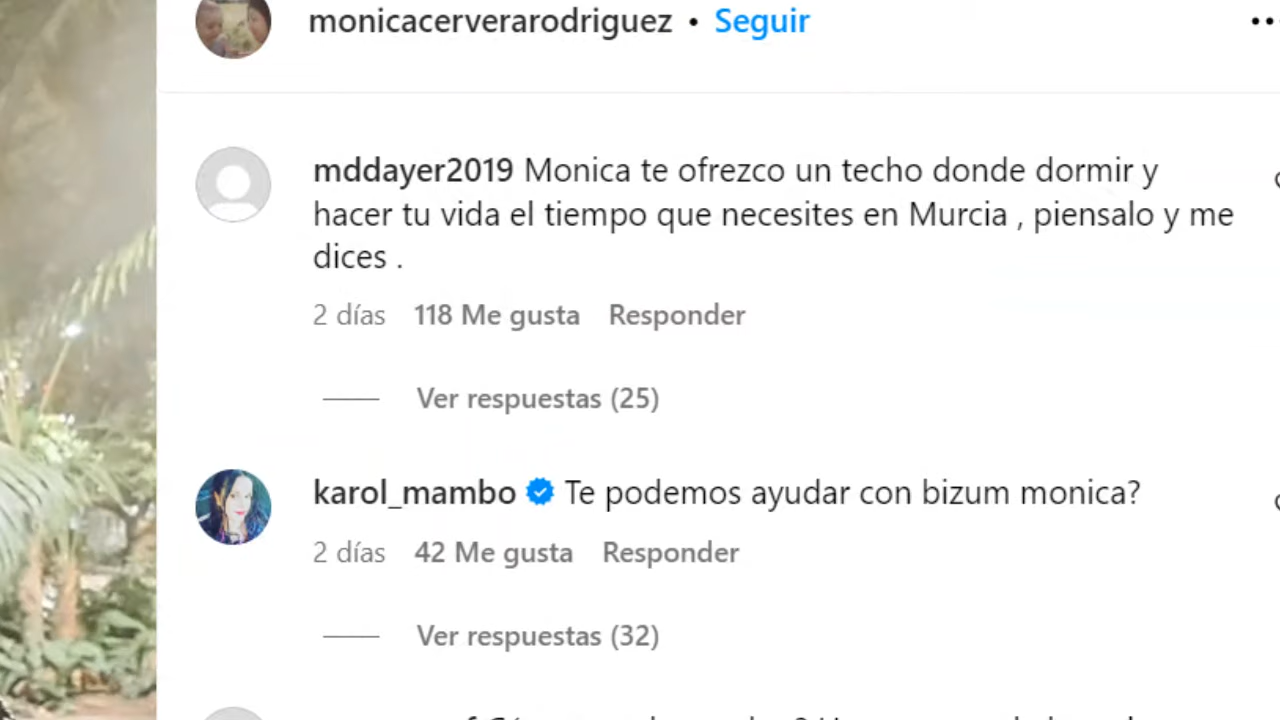 monicacerverarodriguez • Seguir
mddayer2019 Monica te ofrezco un techo donde dormir y
hacer tu vida el tiempo que necesites en Murcia , piensalo y me
dices .
2 días 118 Me gusta Responder
Ver respuestas (25)
karol_mambo Te podemos ayudar con bizum monica?
2 días 42 Me gusta Responder
Ver respuestas (32)